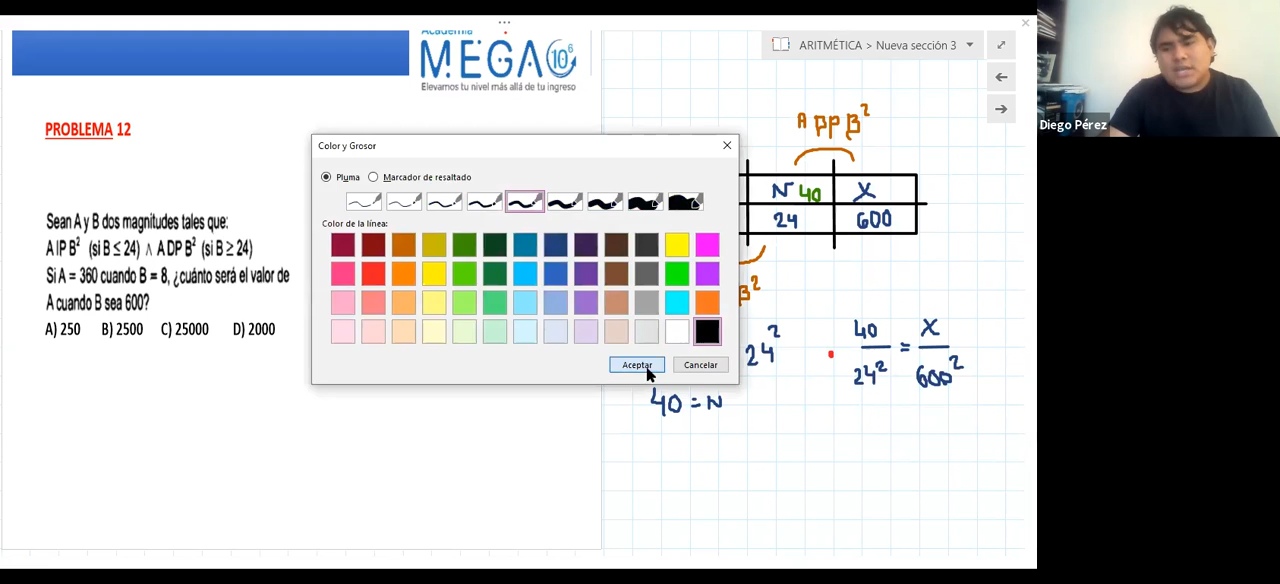 Academia
MEGA 10⁶
Elevamos tu nivel más allá de tu ingreso
PROBLEMA 12
Sean A y B dos magnitudes tales que:
A IP B² (si B ≤ 24) ∧ A DP B² (si B ≥ 24)
Si A = 360 cuando B = 8, ¿cuánto será el valor de
A cuando B sea 600?
A) 250 B) 2500 C) 25000 D) 2000
Color y Grosor
Pluma Marcador de resaltado
Color de la línea:
Aceptar Cancelar
ARITMÉTICA > Nueva sección 3
A DP B²
N 40 X
24 600
B²
24²
40/24² = X/600²
40 = N
Diego Pérez